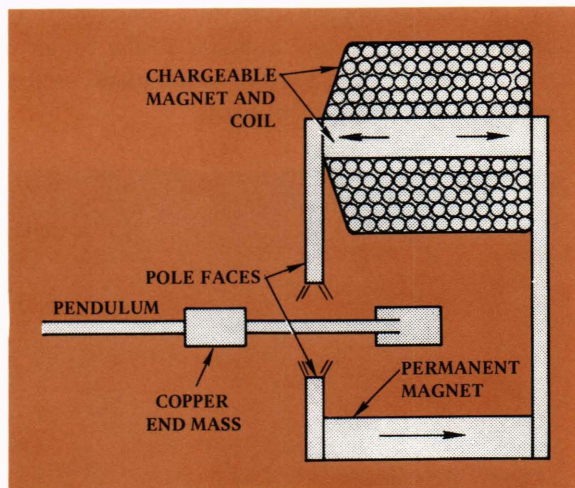 CHARGEABLE
MAGNET AND
COIL
POLE FACES
PENDULUM
COPPER
END MASS
PERMANENT
MAGNET